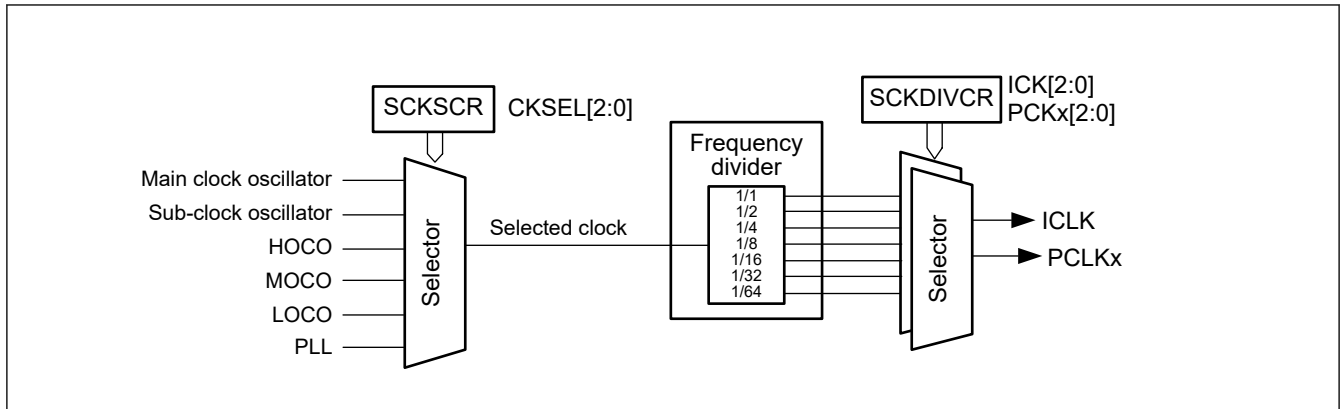 SCKSCR
CKSEL[2:0]
SCKDIVCR
ICK[2:0]
PCKx[2:0]
Main clock oscillator
Sub-clock oscillator
HOCO
MOCO
LOCO
PLL
Selector
Selected clock
Frequency
divider
1/1
1/2
1/4
1/8
1/16
1/32
1/64
Selector
ICLK
PCLKx